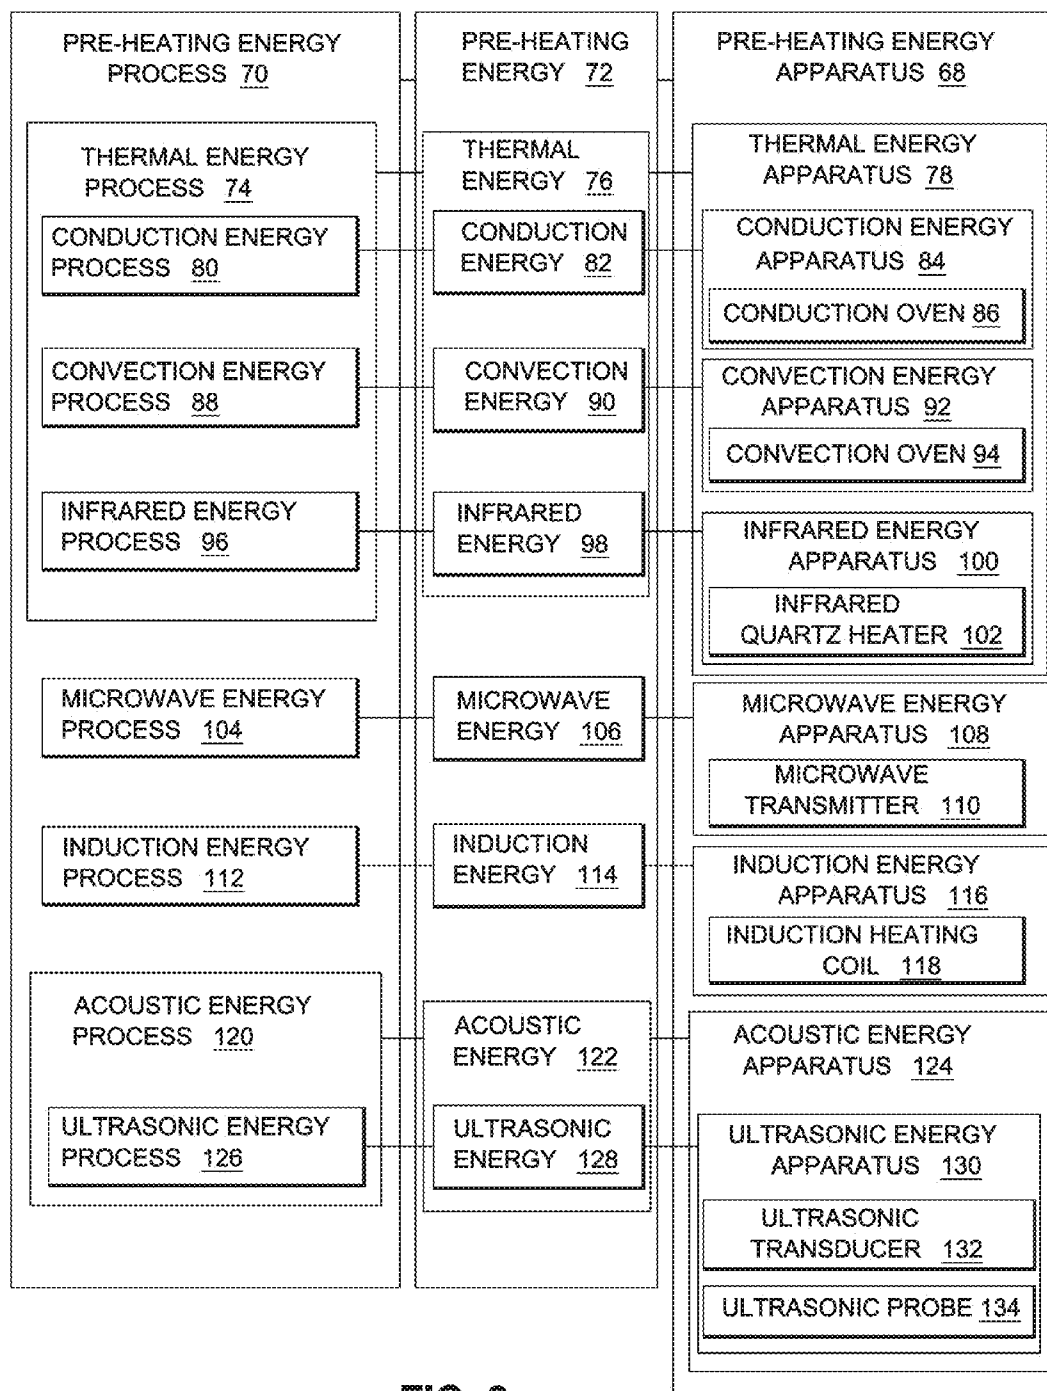 PRE-HEATING ENERGY
PROCESS 70
THERMAL ENERGY
PROCESS 74
CONDUCTION ENERGY
PROCESS 80
CONVECTION ENERGY
PROCESS 88
INFRARED ENERGY
PROCESS 96
MICROWAVE ENERGY
PROCESS 104
INDUCTION ENERGY
PROCESS 112
ACOUSTIC ENERGY
PROCESS 120
ULTRASONIC ENERGY
PROCESS 126
PRE-HEATING
ENERGY 72
THERMAL
ENERGY 76
CONDUCTION
ENERGY 82
CONVECTION
ENERGY 90
INFRARED
ENERGY 98
MICROWAVE
ENERGY 106
INDUCTION
ENERGY 114
ACOUSTIC
ENERGY 122
ULTRASONIC
ENERGY 128
PRE-HEATING ENERGY
APPARATUS 68
THERMAL ENERGY
APPARATUS 78
CONDUCTION ENERGY
APPARATUS 84
CONDUCTION OVEN 86
CONVECTION ENERGY
APPARATUS 92
CONVECTION OVEN 94
INFRARED ENERGY
APPARATUS 100
INFRARED
QUARTZ HEATER 102
MICROWAVE ENERGY
APPARATUS 108
MICROWAVE
TRANSMITTER 110
INDUCTION ENERGY
APPARATUS 116
INDUCTION HEATING
COIL 118
ACOUSTIC ENERGY
APPARATUS 124
ULTRASONIC ENERGY
APPARATUS 130
ULTRASONIC
TRANSDUCER 132
ULTRASONIC PROBE 134